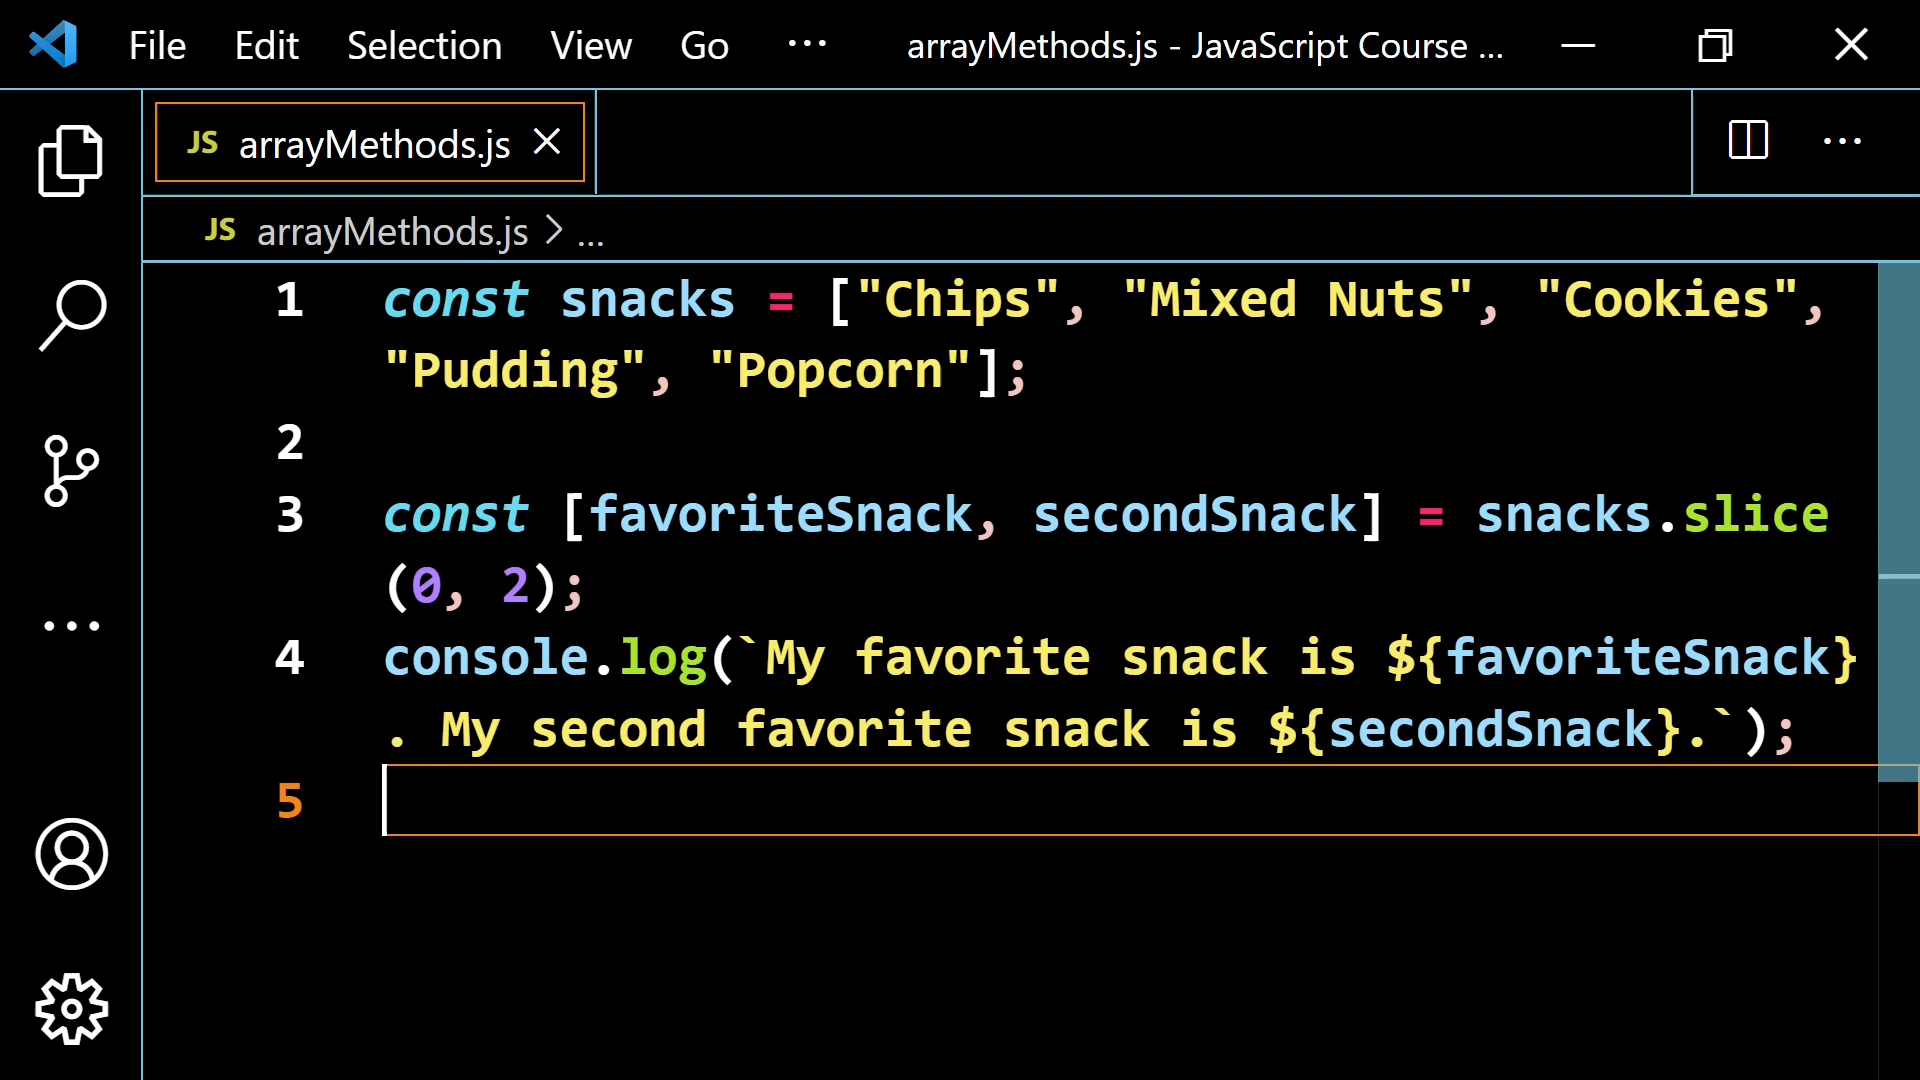 File Edit Selection View Go ··· arrayMethods.js - JavaScript Course ...
JS arrayMethods.js
JS arrayMethods.js > ...
1 const snacks = ["Chips", "Mixed Nuts", "Cookies",
"Pudding", "Popcorn"];
2
3 const [favoriteSnack, secondSnack] = snacks.slice
(0, 2);
4 console.log(`My favorite snack is ${favoriteSnack}
. My second favorite snack is ${secondSnack}.`);
5